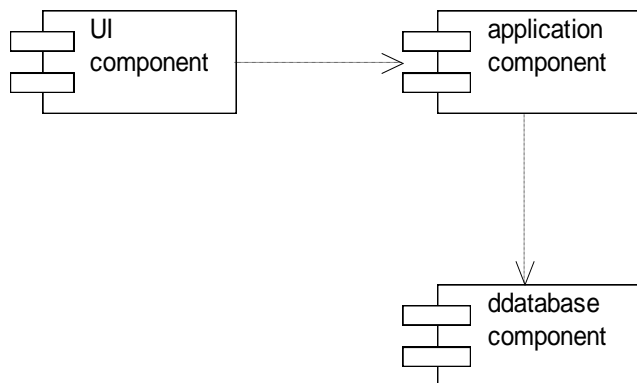 UI
component
application
component
ddatabase
component